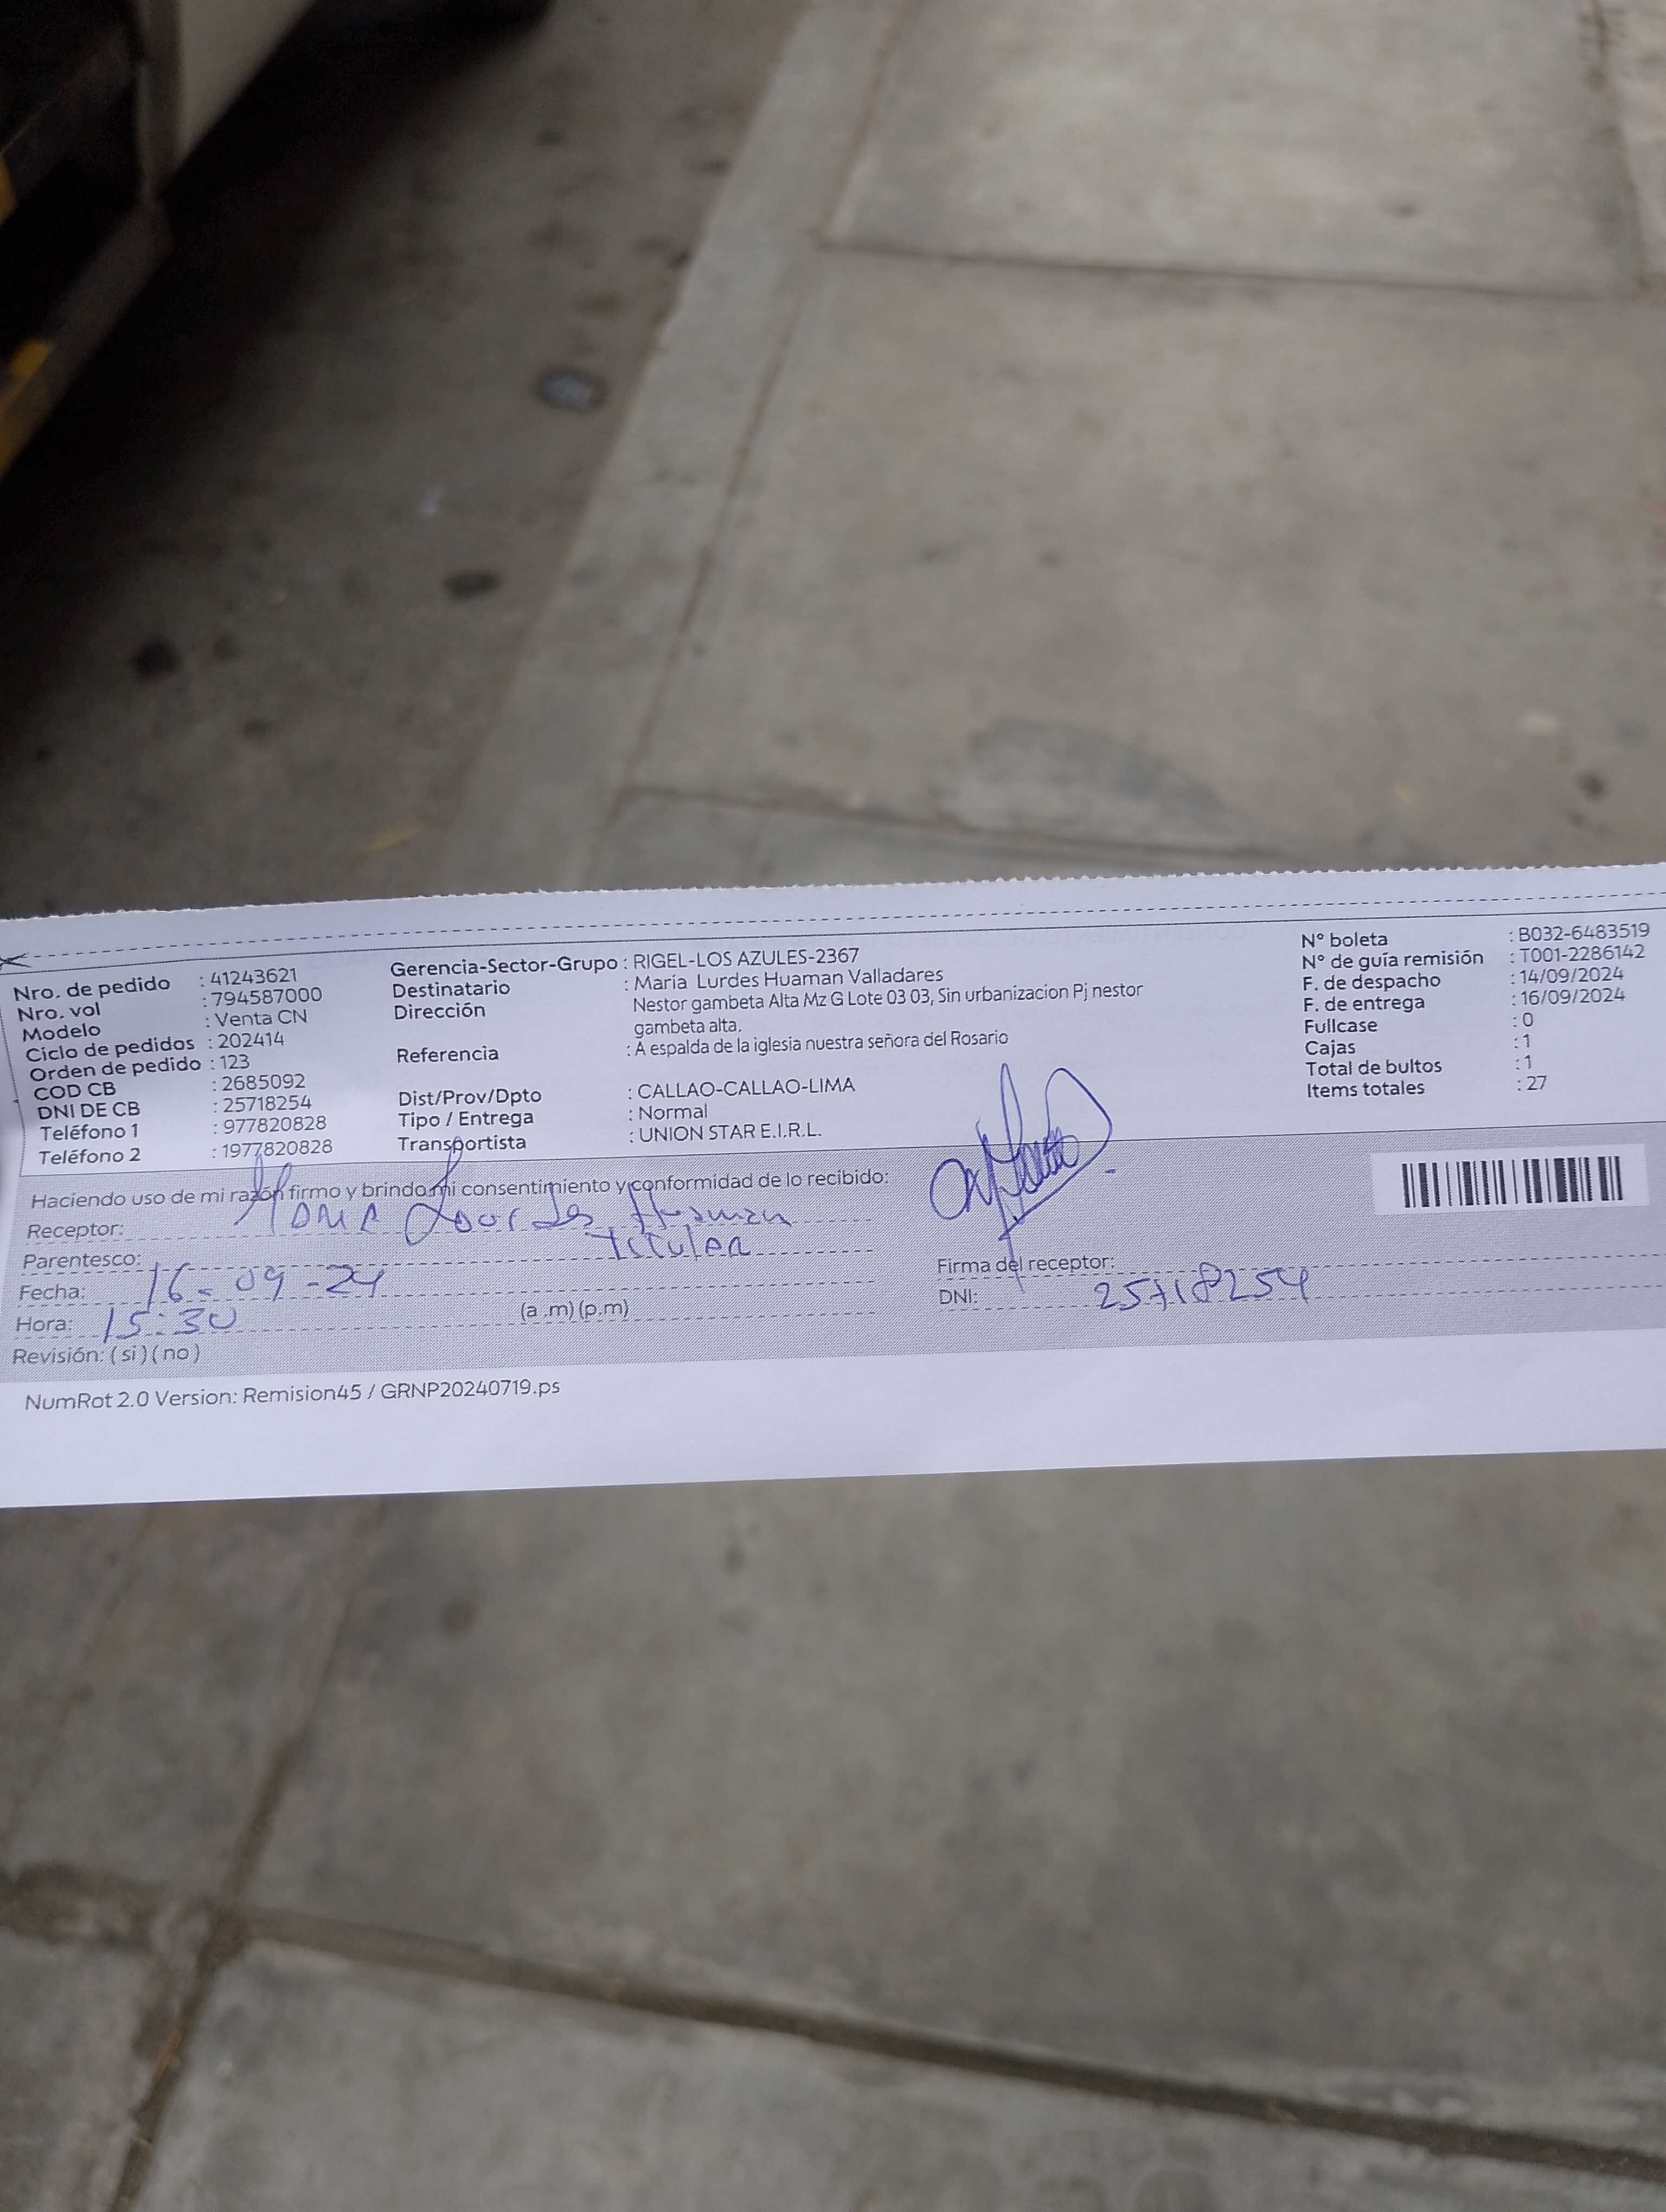 Nro. de pedido : 41243621
Nro. vol : 794587000
Modelo : Venta CN
Ciclo de pedidos : 202414
Orden de pedido : 123
COD CB : 2685092
DNI DE CB : 25718254
Teléfono 1 : 977820828
Teléfono 2 : 1977820828
Gerencia-Sector-Grupo : RIGEL-LOS AZULES-2367
Destinatario : Maria Lurdes Huaman Valladares
Dirección Nestor gambeta Alta Mz G Lote 03 03, Sin urbanizacion Pj nestor
gambeta alta,
Referencia : A espalda de la iglesia nuestra señora del Rosario
Dist/Prov/Dpto : CALLAO-CALLAO-LIMA
Tipo / Entrega : Normal
Transportista : UNION STAR E.I.R.L.
N° boleta : B032-6483519
N° de guía remisión : T001-2286142
F. de despacho : 14/09/2024
F. de entrega : 16/09/2024
Fullcase : 0
Cajas : 1
Total de bultos : 1
Items totales : 27
Haciendo uso de mi razón firmo y brindo mi consentimiento y conformidad de lo recibido:
Receptor: Lourdes Huaman
Parentesco: titular
Fecha: 16-09-24
Hora: 15:30 (a .m) (p.m)
Revisión: ( si ) ( no )
Firma del receptor:
DNI: 25718254
NumRot 2.0 Version: Remision45 / GRNP20240719.ps